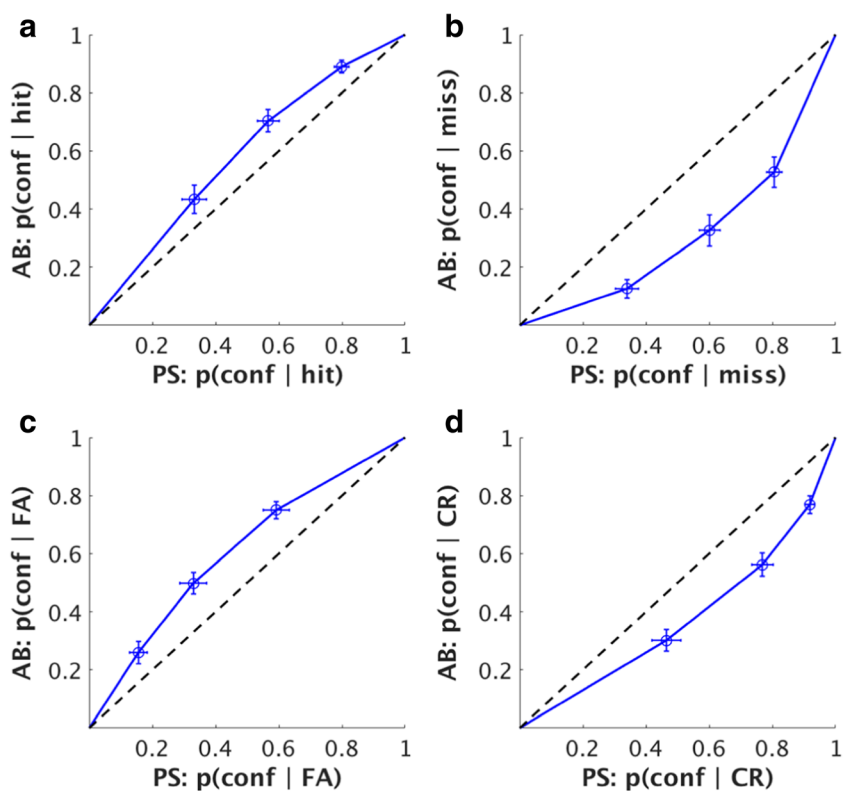 a
b
1
0.8
0.6
0.4
0.2
AB: p(conf | hit)
0.2 0.4 0.6 0.8 1
PS: p(conf | hit)
1
0.8
0.6
0.4
0.2
AB: p(conf | miss)
0.2 0.4 0.6 0.8 1
PS: p(conf | miss)
c
d
1
0.8
0.6
0.4
0.2
AB: p(conf | FA)
0.2 0.4 0.6 0.8 1
PS: p(conf | FA)
1
0.8
0.6
0.4
0.2
AB: p(conf | CR)
0.2 0.4 0.6 0.8 1
PS: p(conf | CR)